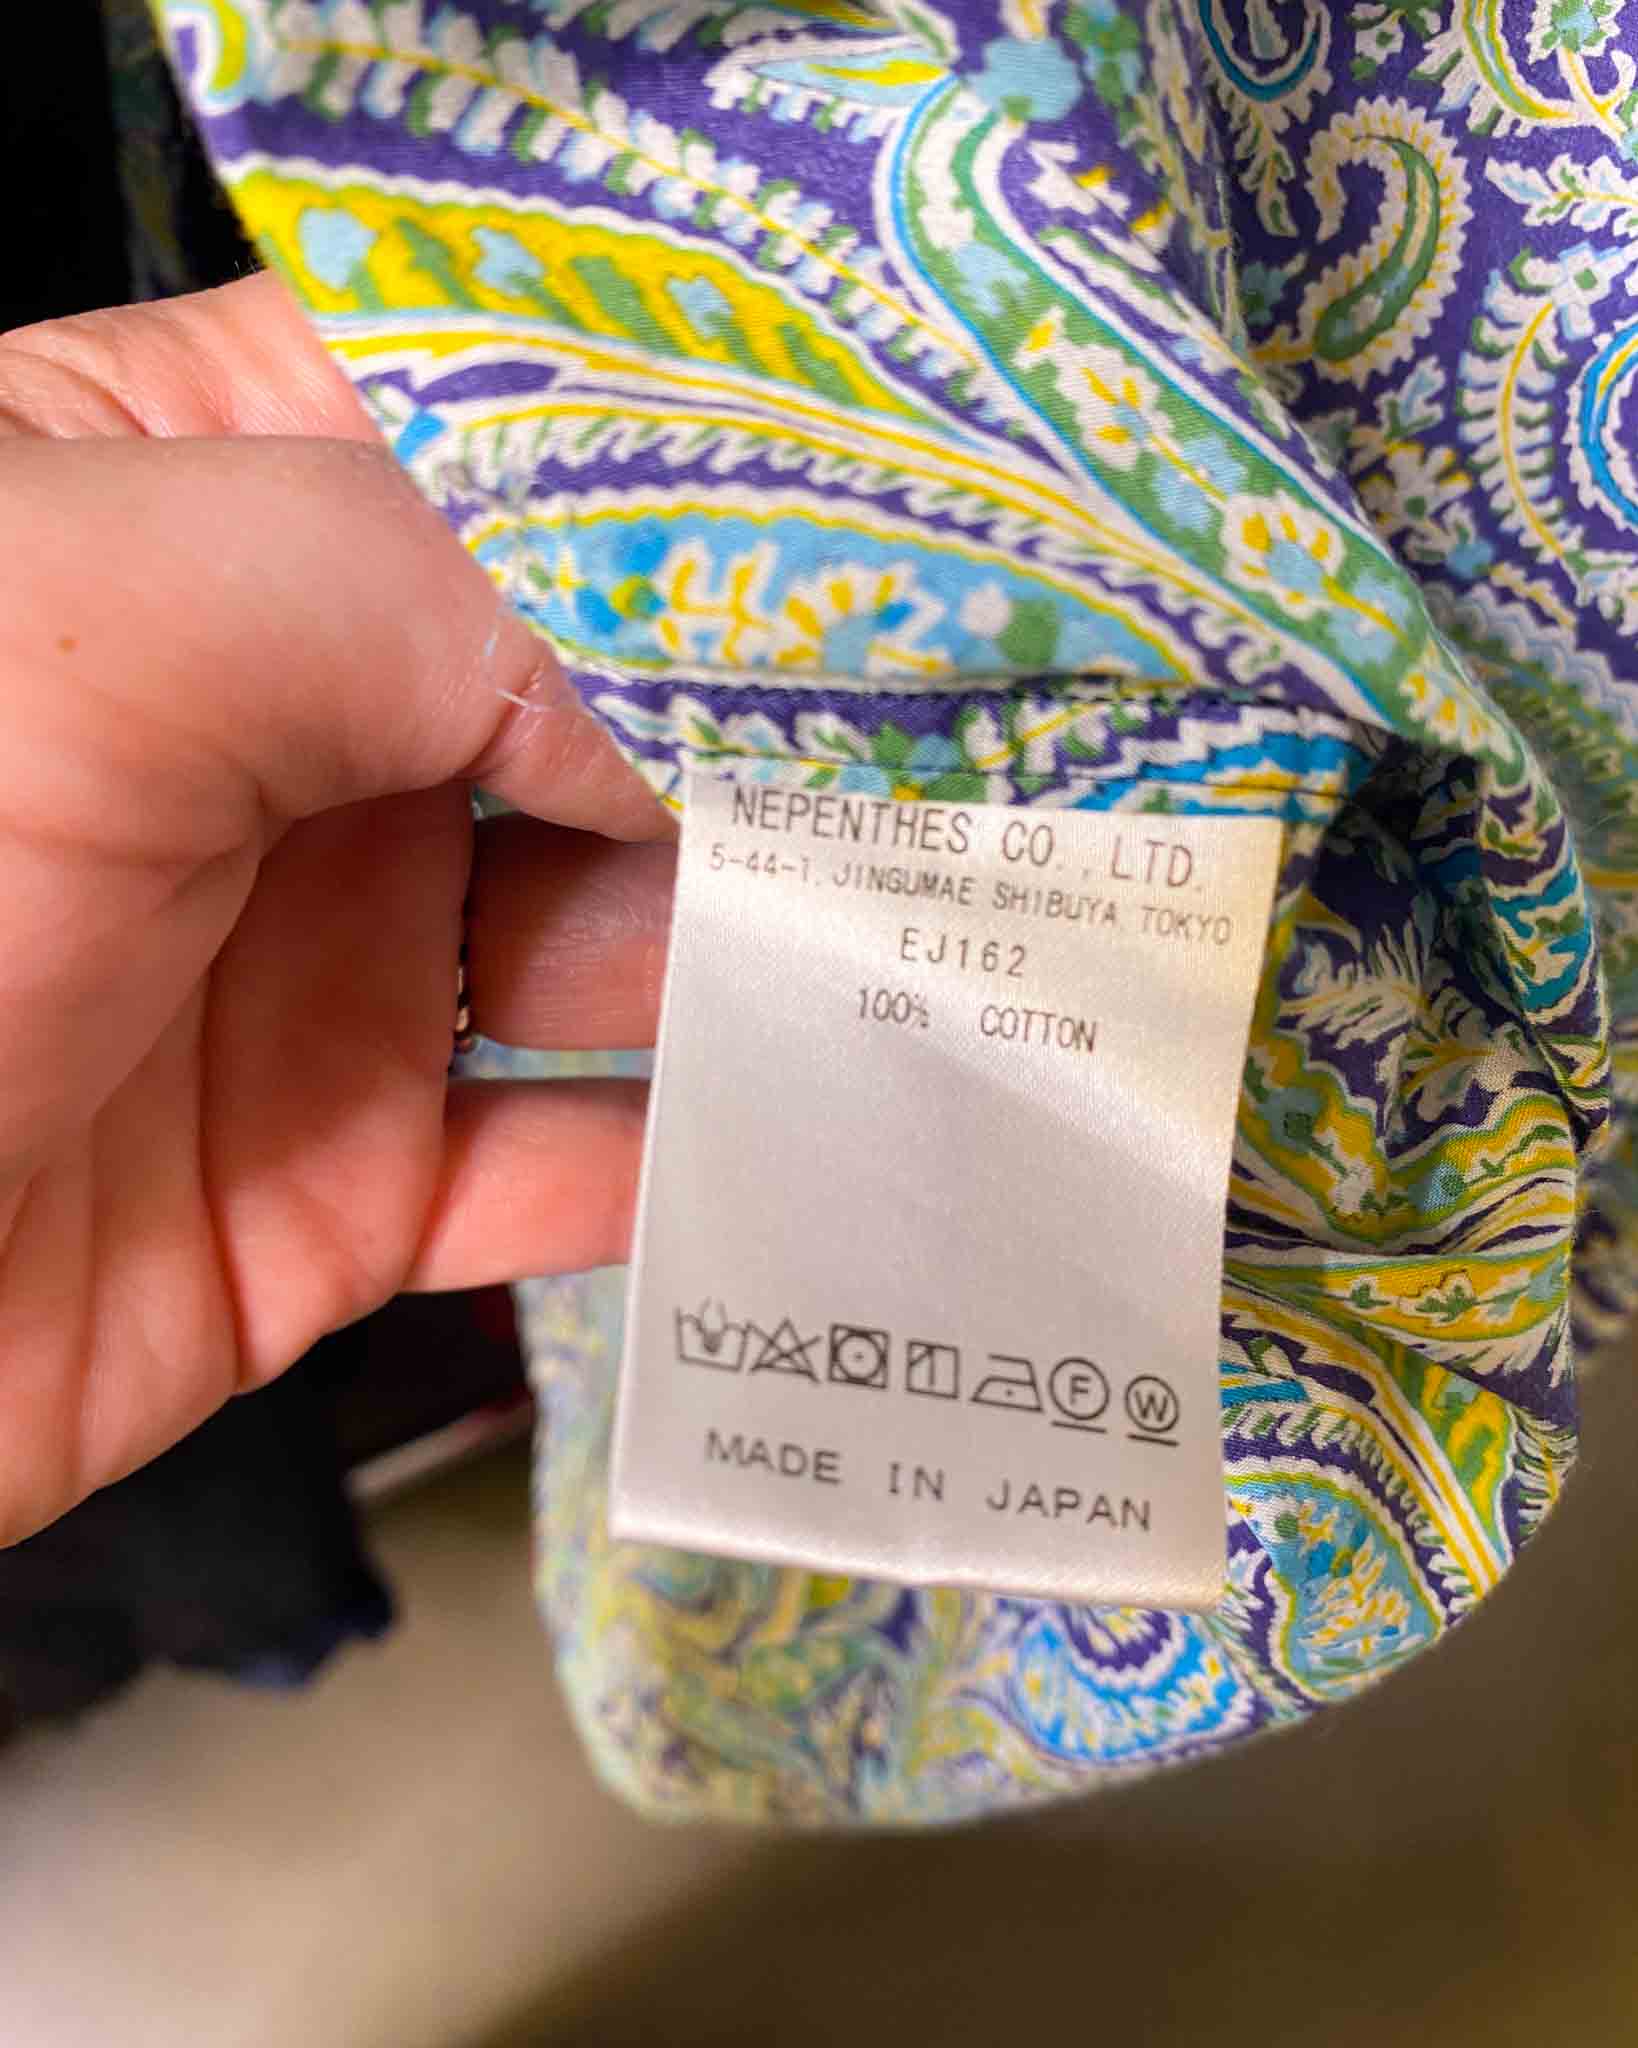 NEPENTHES CO., LTD.
5-44-1, JINGUMAE SHIBUYA, TOKYO
EJ162
100% COTTON
F W
MADE IN JAPAN